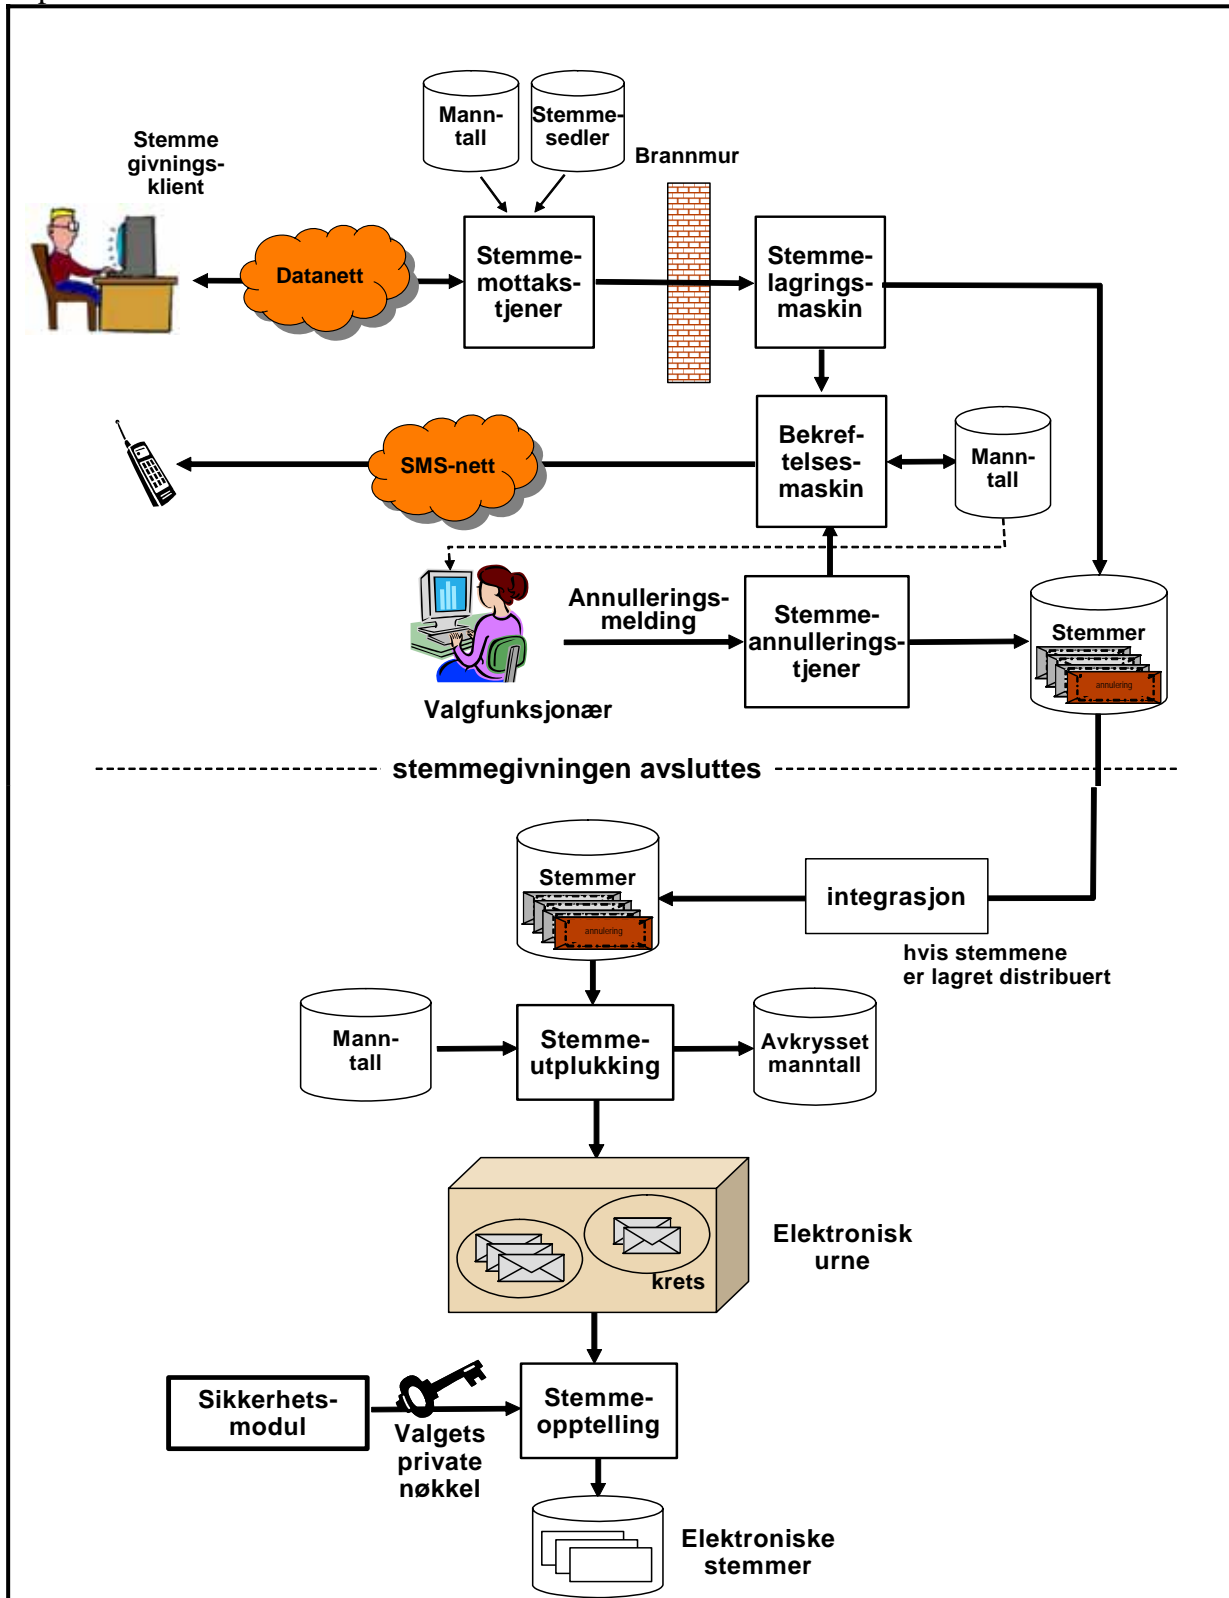 Mann-
tall
Stemme-
sedler
Stemme
givnings-
klient
Brannmur
Datanett
Stemme-
mottaks-
tjener
Stemme-
lagrings-
maskin
SMS-nett
Bekref-
telses-
maskin
Mann-
tall
Annullerings-
melding
Stemme-
annullerings-
tjener
Stemmer
annulering
Valgfunksjonær
stemmegivningen avsluttes
Stemmer
annulering
integrasjon
hvis stemmene
er lagret distribuert
Mann-
tall
Stemme-
utplukking
Avkrysset
manntall
Elektronisk
urne
krets
Sikkerhets-
modul
Valgets
private
nøkkel
Stemme-
opptelling
Elektroniske
stemmer